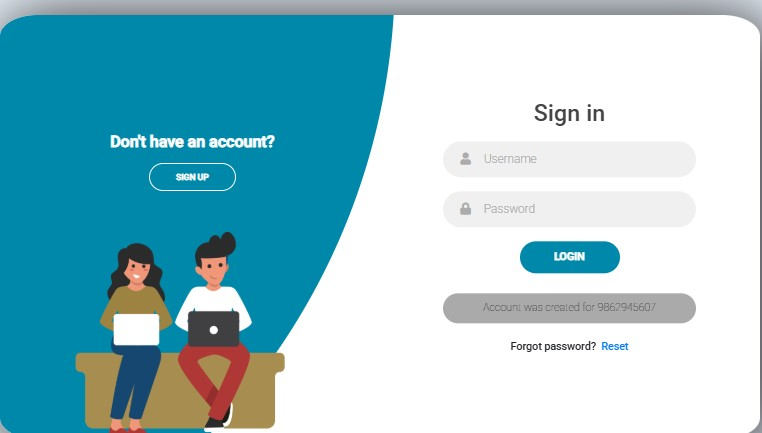 Don't have an account?
SIGN UP
Sign in
Username
Password
LOGIN
Account was created for 9862945607
Forgot password? Reset